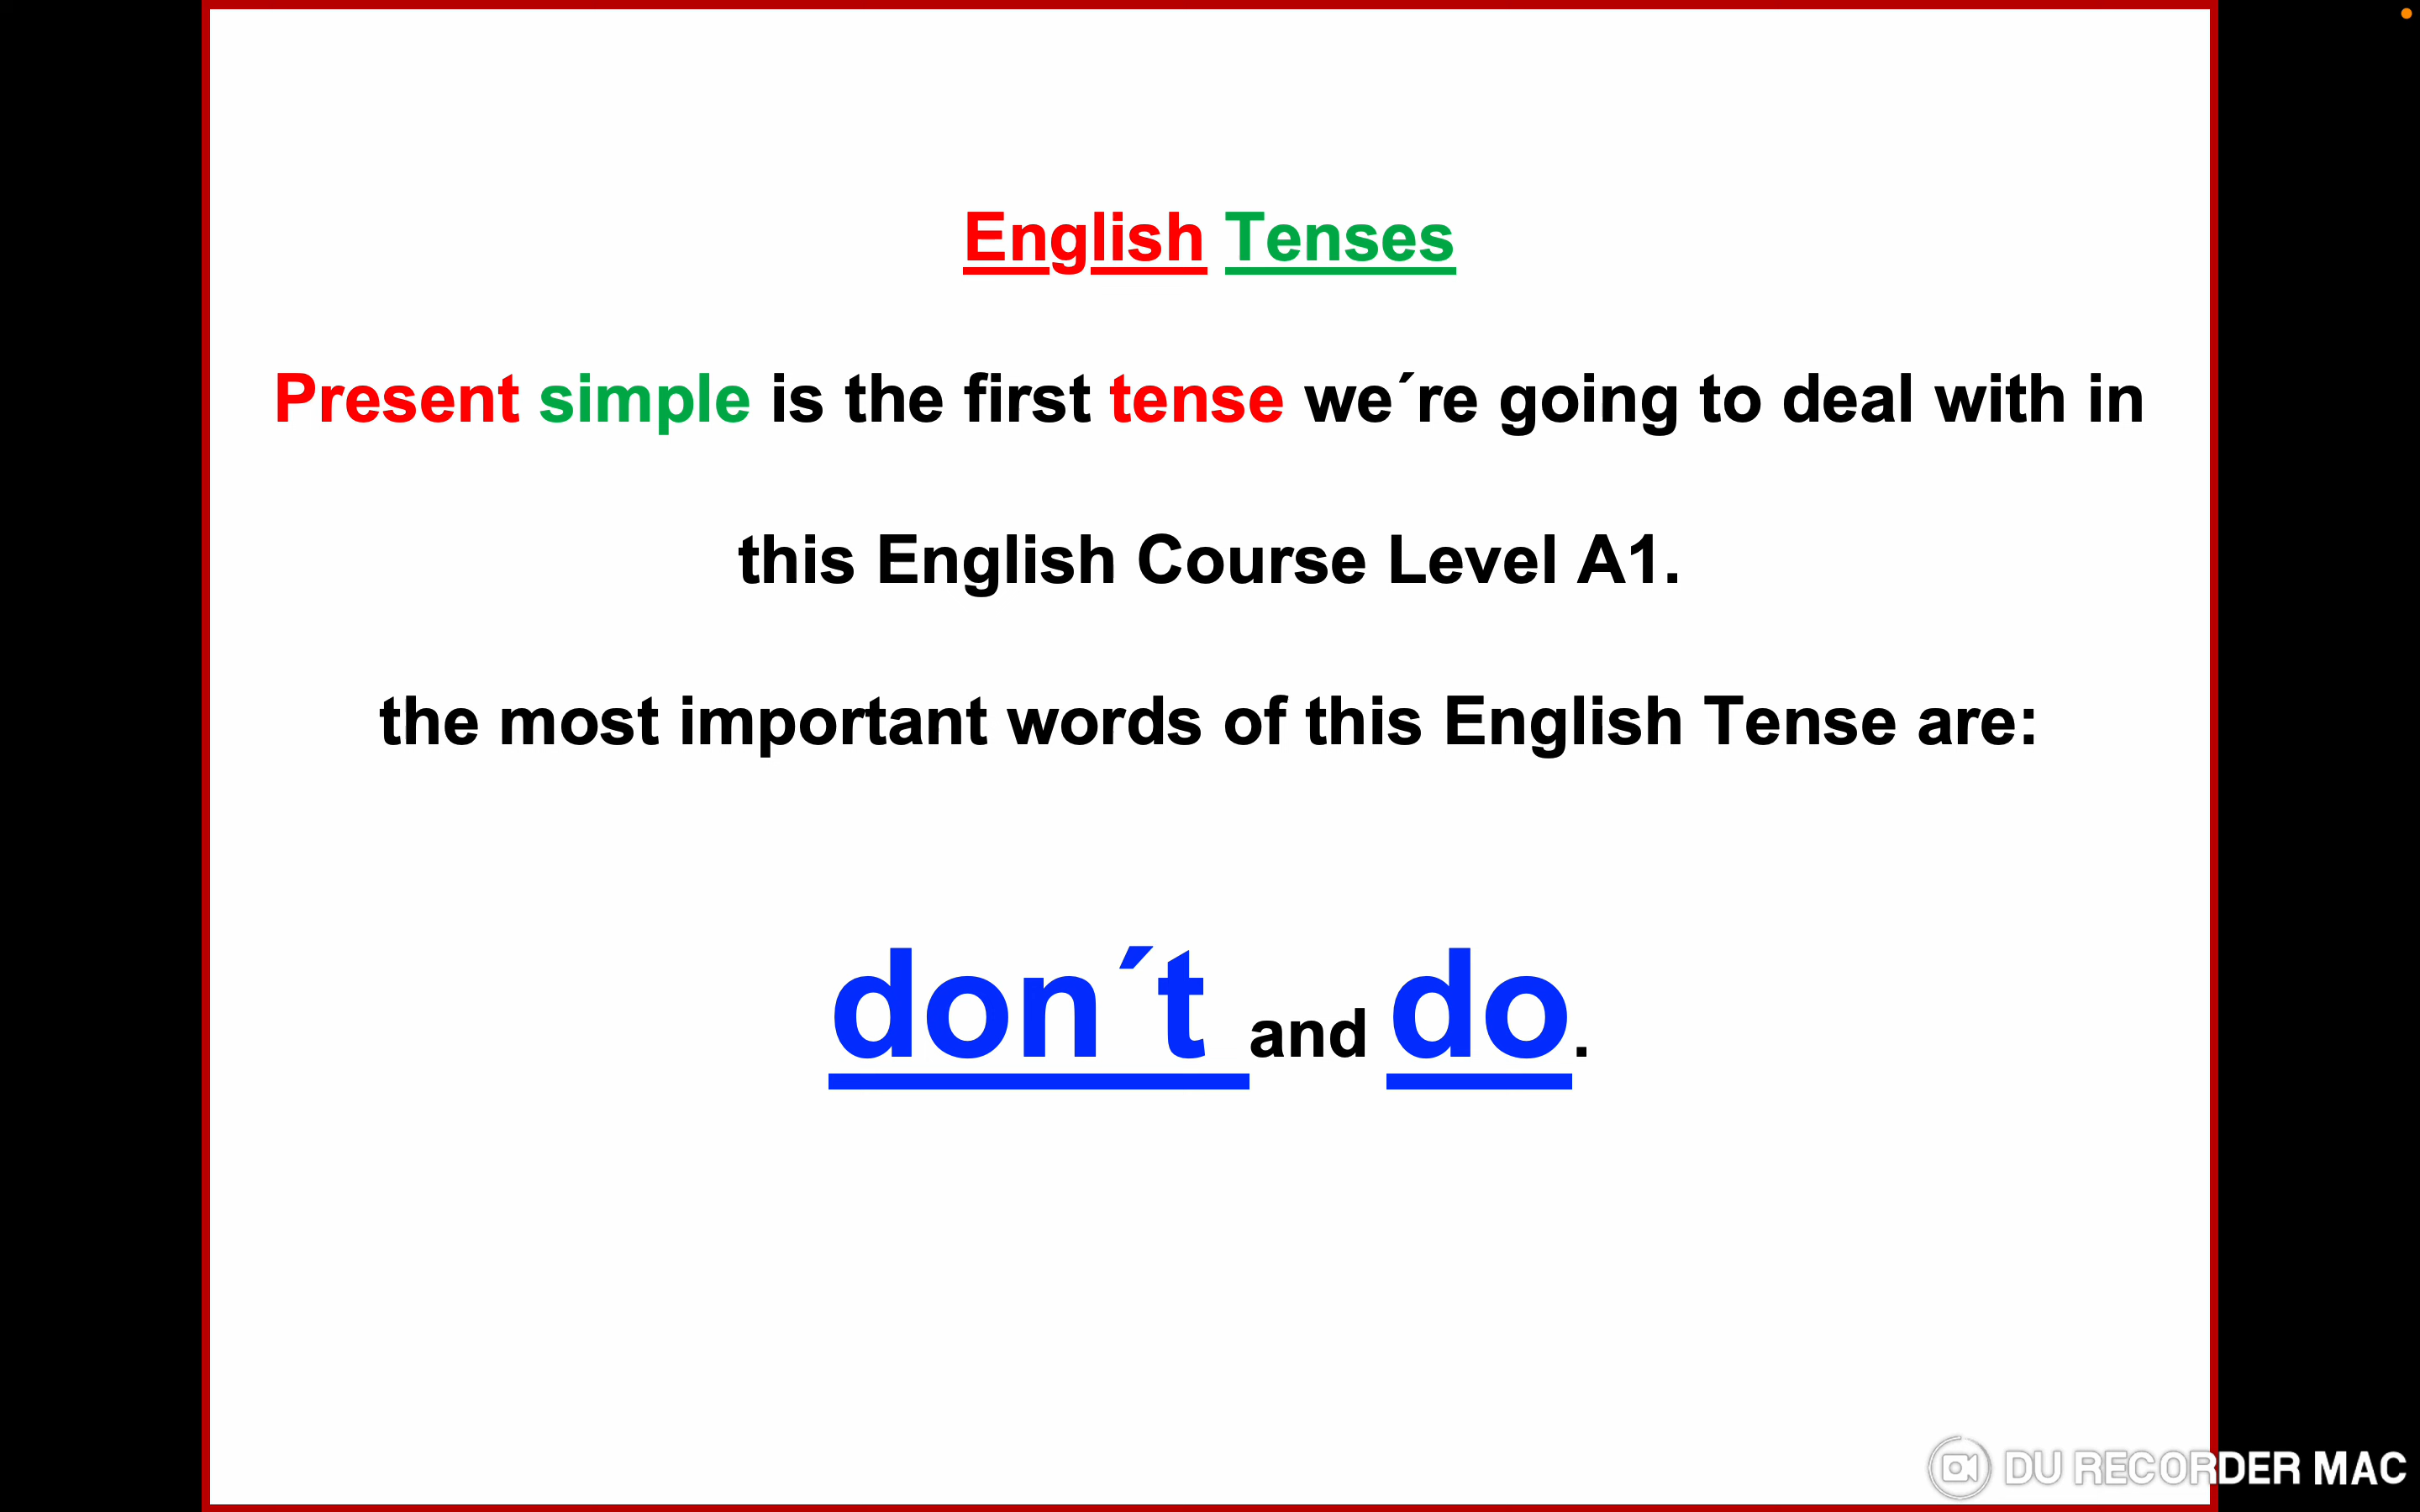 English Tenses
Present simple is the first tense we´re going to deal with in
this English Course Level A1.
the most important words of this English Tense are:
don´t and do.
DU RECORDER MAC